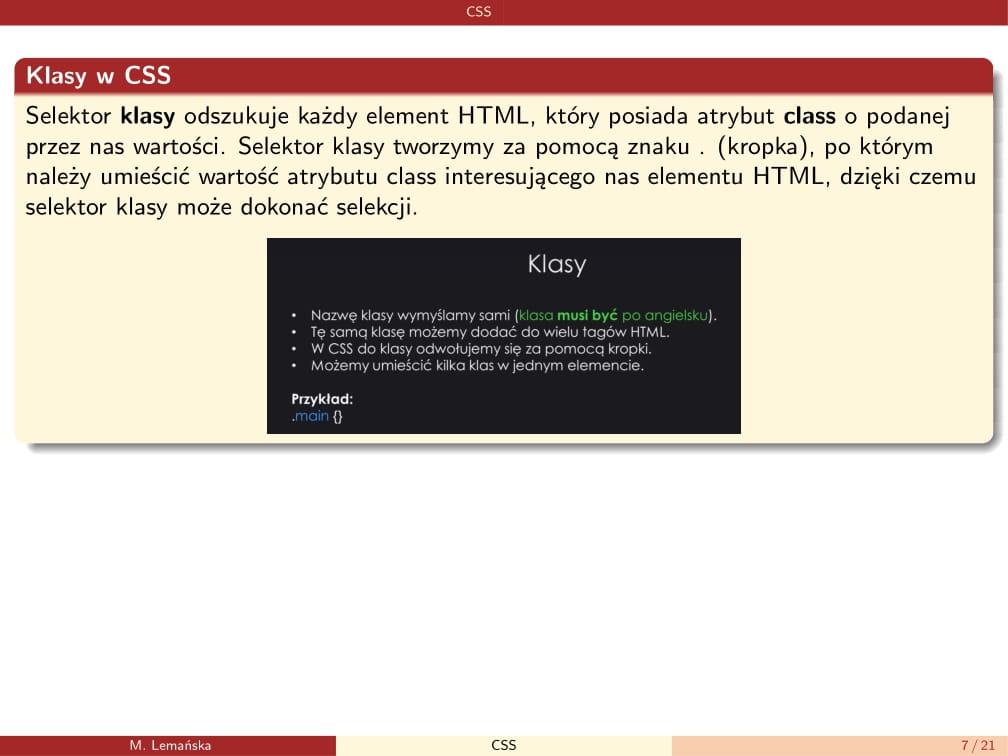 CSS
Klasy w CSS
Selektor klasy odszukuje każdy element HTML, który posiada atrybut class o podanej
przez nas wartości. Selektor klasy tworzymy za pomocą znaku . (kropka), po którym
należy umieścić wartość atrybutu class interesującego nas elementu HTML, dzięki czemu
selektor klasy może dokonać selekcji.
Klasy
• Nazwę klasy wymyślamy sami (klasa musi być po angielsku).
• Tę samą klasę możemy dodać do wielu tagów HTML.
• W CSS do klasy odwołujemy się za pomocą kropki.
• Możemy umieścić kilka klas w jednym elemencie.
Przykład:
.main {}
M. Lemańska CSS 7 / 21